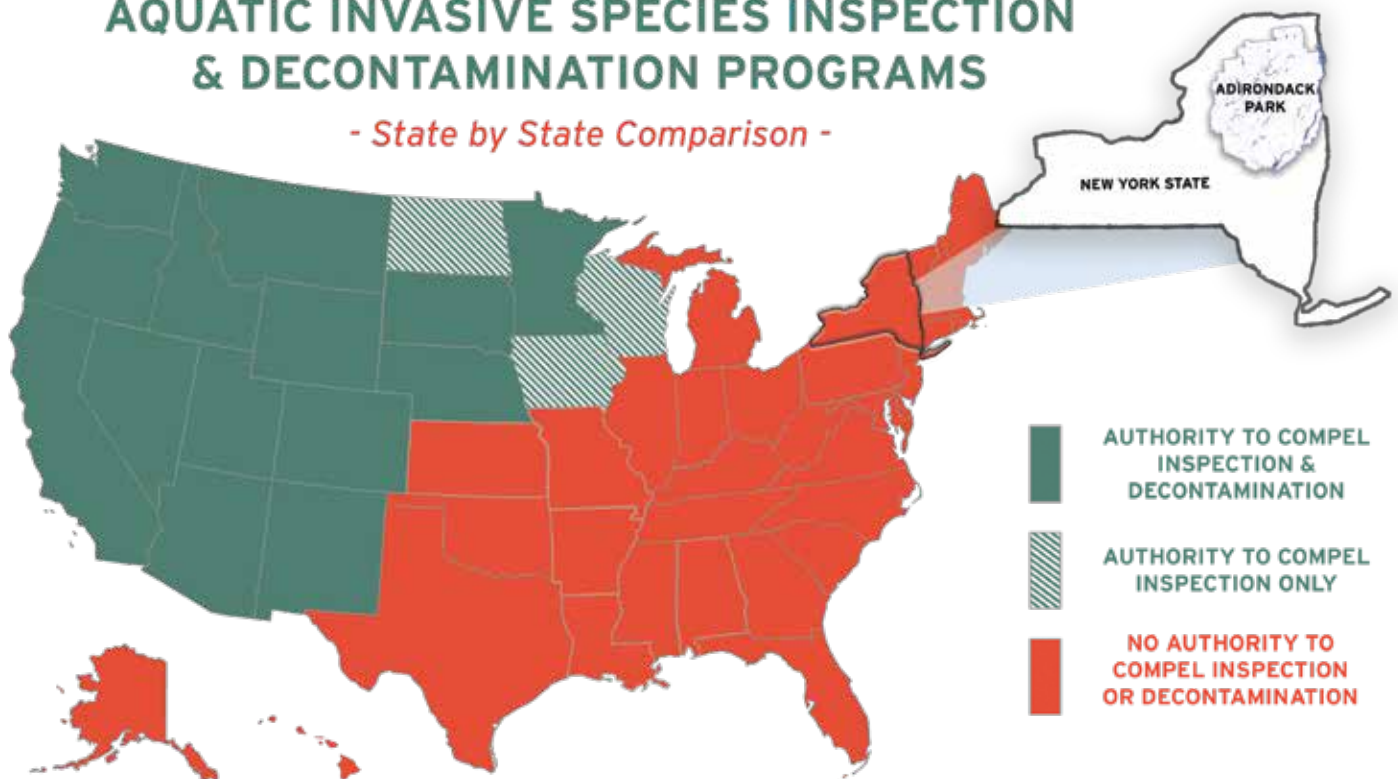 AQUATIC INVASIVE SPECIES INSPECTION
& DECONTAMINATION PROGRAMS
- State by State Comparison -
ADIRONDACK
PARK
NEW YORK STATE
AUTHORITY TO COMPEL
INSPECTION &
DECONTAMINATION
AUTHORITY TO COMPEL
INSPECTION ONLY
NO AUTHORITY TO
COMPEL INSPECTION
OR DECONTAMINATION